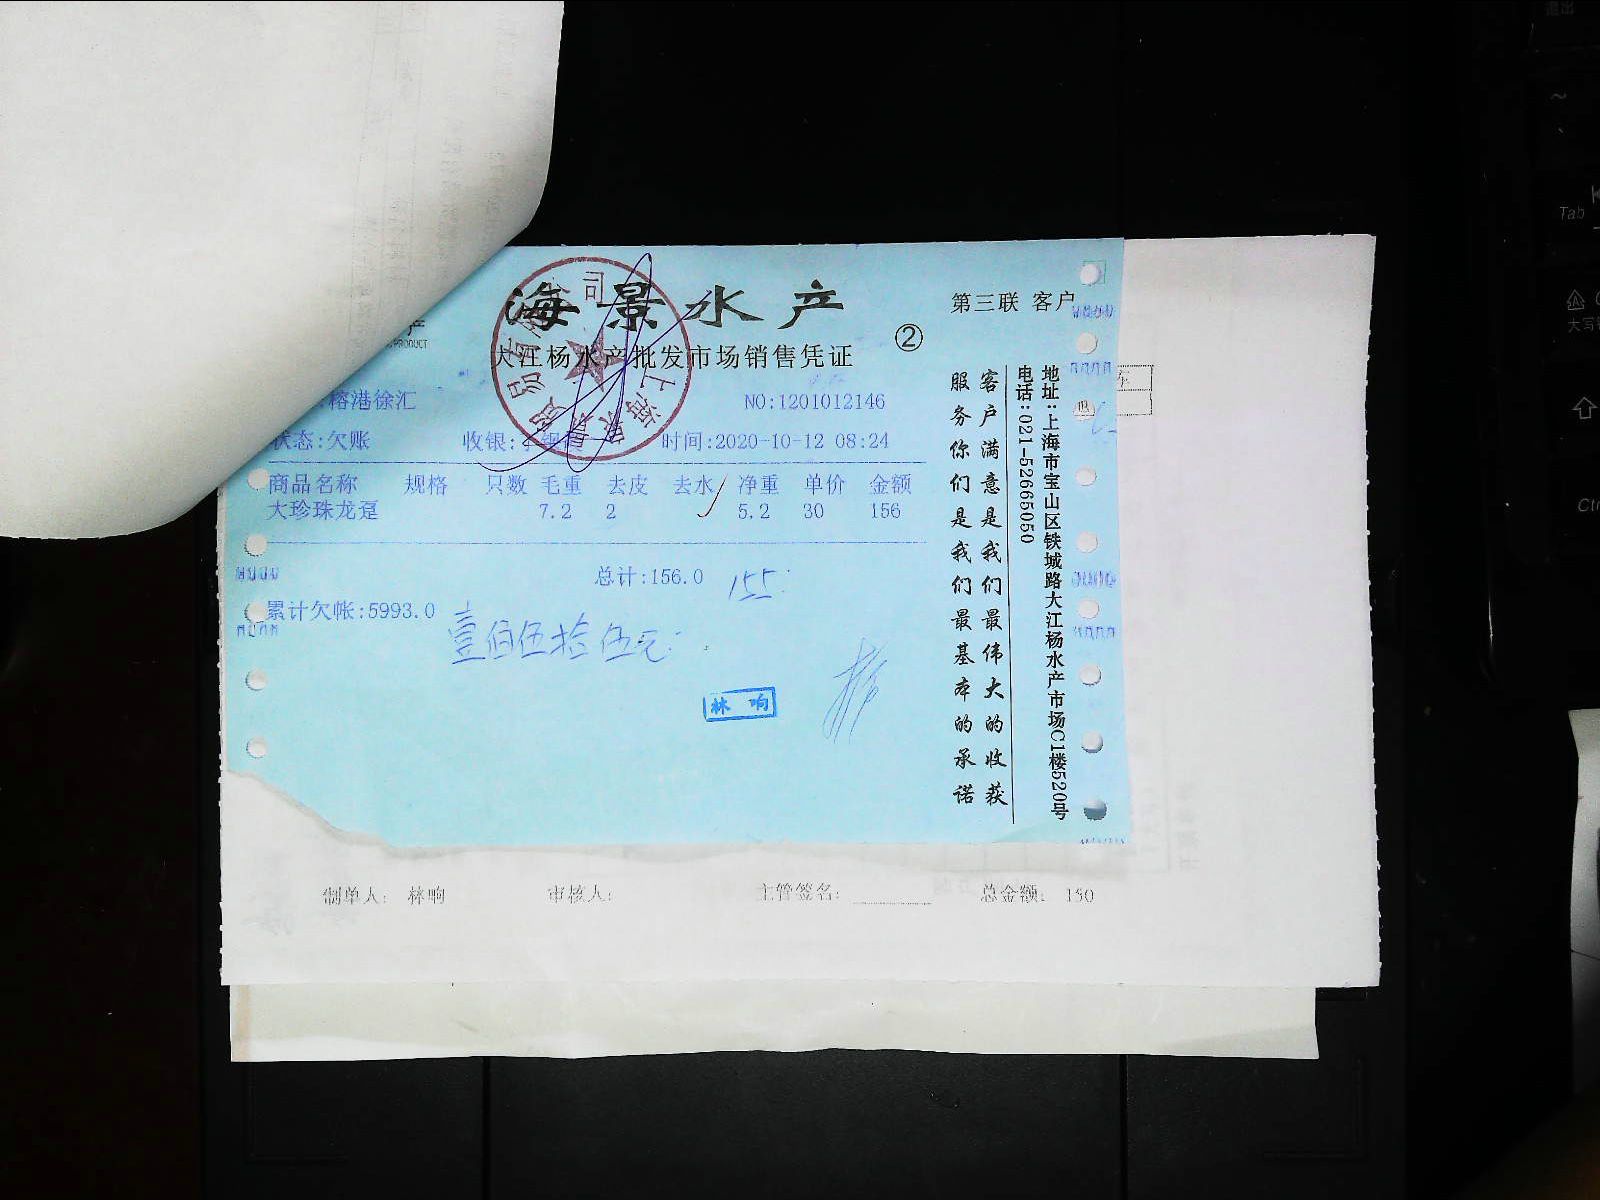 海景水产
第三联 客户
产
PRODUCT
大江杨水产批发市场销售凭证
②
榕港徐汇
NO:1201012146
状态:欠账 收银: 时间:2020-10-12 08:24
商品名称 规格 只数 毛重 去皮 去水 净重 单价 金额
大珍珠龙趸 7.2 2 5.2 30 156
总计:156.0 155
累计欠帐:5993.0
壹佰伍拾伍元
林响
客户满意是我们最伟大的收获
服务你们是我们最基本的承诺
地址:上海市宝山区铁城路大江杨水产市场C1楼520号
电话:021-52665050
制单人: 林响 审核人: 主管签名: 总金额: 150
Tab
大写
Ctrl